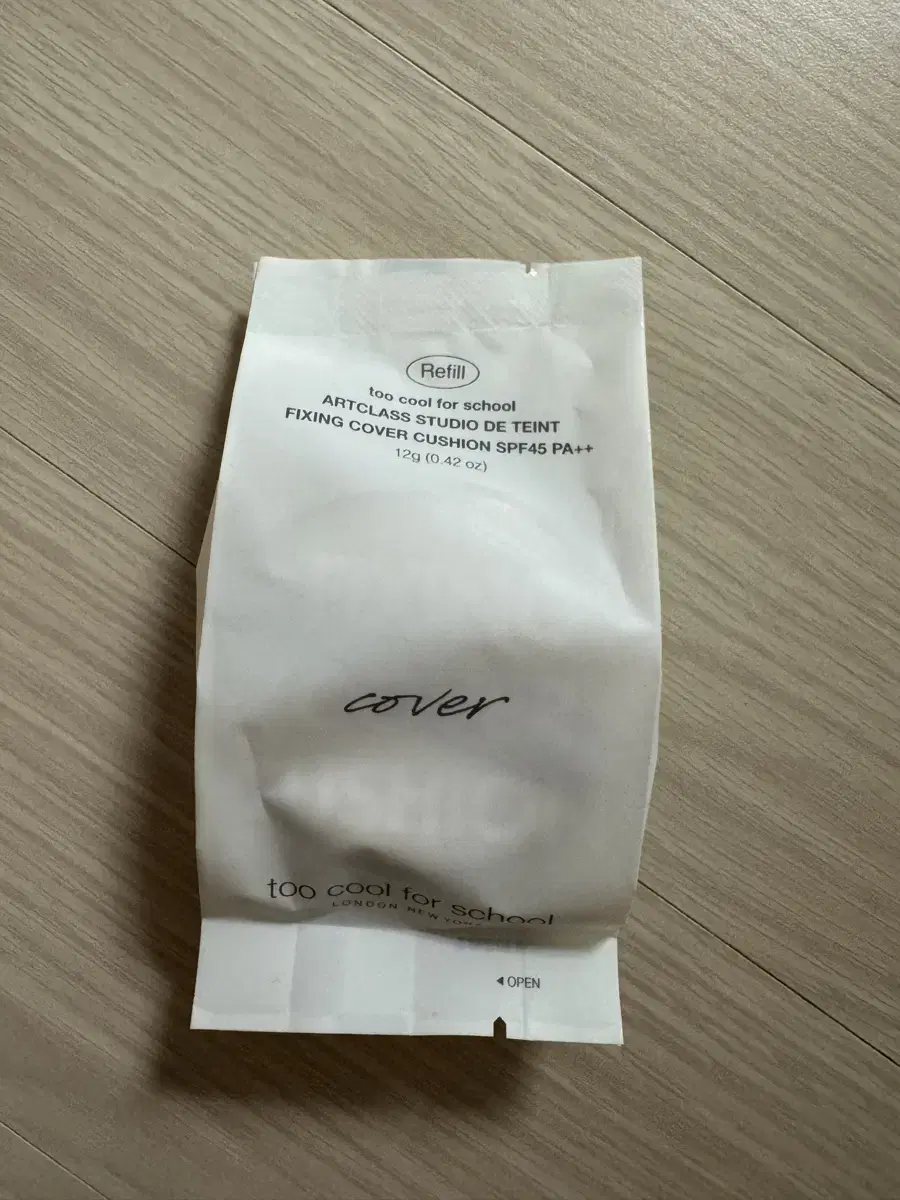 Refill
too cool for school
ARTCLASS STUDIO DE TEINT
FIXING COVER CUSHION SPF45 PA++
12g (0.42 oz)
cover
too cool for school
LONDON NEW YORK
◀ OPEN